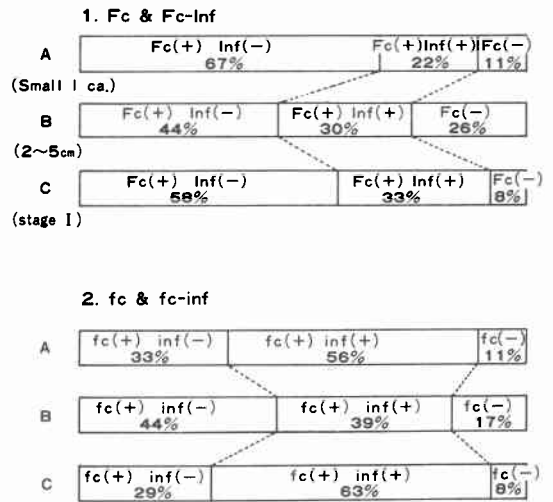 1. Fc & Fc-Inf
A
(Small l ca.)
Fc(+) Inf(−) Fc(+)Inf(+) Fc(−)
67% 22% 11%
B
(2~5cm)
Fc(+) Inf(−) Fc(+) Inf(+) Fc(−)
44% 30% 26%
C
(stage I)
Fc(+) Inf(−) Fc(+) Inf(+) Fc(−)
58% 33% 8%
2. fc & fc-inf
A
fc(+) inf(−) fc(+) inf(+) fc(−)
33% 56% 11%
B
fc(+) inf(−) fc(+) inf(+) fc(−)
44% 39% 17%
C
fc(+) inf(−) fc(+) inf(+) fc(−)
29% 63% 8%